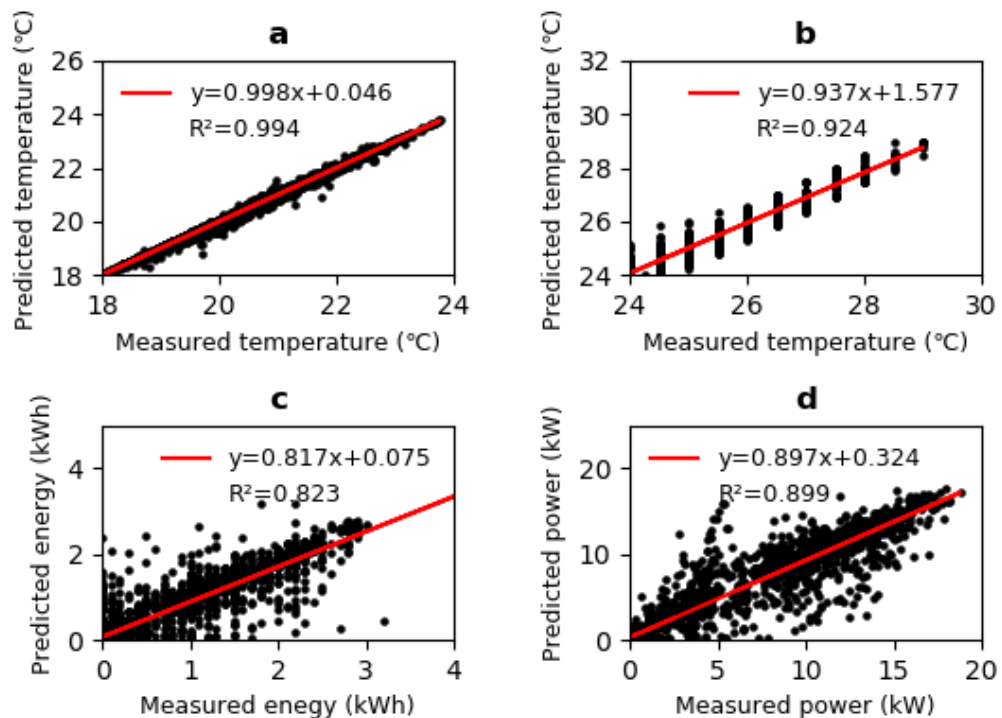 a
Predicted temperature (℃)
26
24
22
20
18
y=0.998x+0.046
R²=0.994
18 20 22 24
Measured temperature (℃)
b
Predicted temperature (℃)
32
30
28
26
24
y=0.937x+1.577
R²=0.924
24 26 28 30
Measured temperature (℃)
c
Predicted energy (kWh)
4
2
0
y=0.817x+0.075
R²=0.823
0 1 2 3 4
Measured enegy (kWh)
d
Predicted power (kW)
20
10
0
y=0.897x+0.324
R²=0.899
0 5 10 15 20
Measured power (kW)